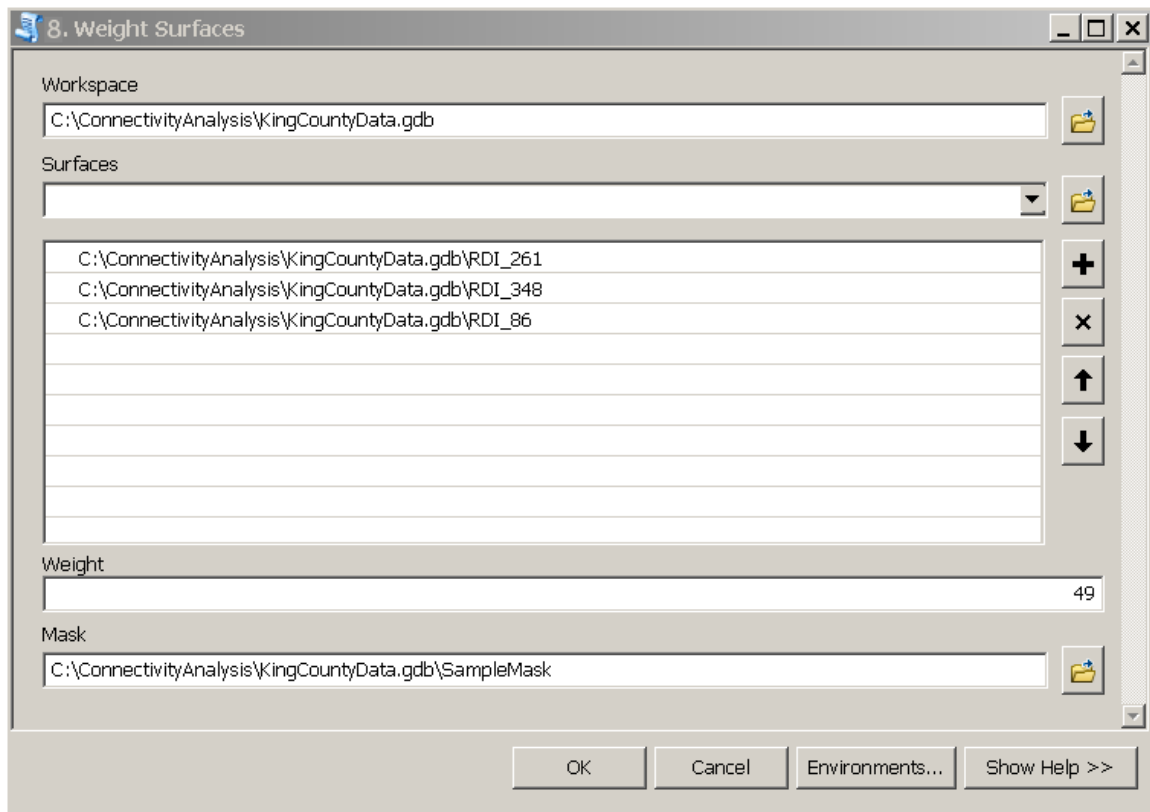 8. Weight Surfaces
Workspace
C:\ConnectivityAnalysis\KingCountyData.gdb
Surfaces
C:\ConnectivityAnalysis\KingCountyData.gdb\RDI_261
C:\ConnectivityAnalysis\KingCountyData.gdb\RDI_348
C:\ConnectivityAnalysis\KingCountyData.gdb\RDI_86
Weight
49
Mask
C:\ConnectivityAnalysis\KingCountyData.gdb\SampleMask
OK Cancel Environments... Show Help >>